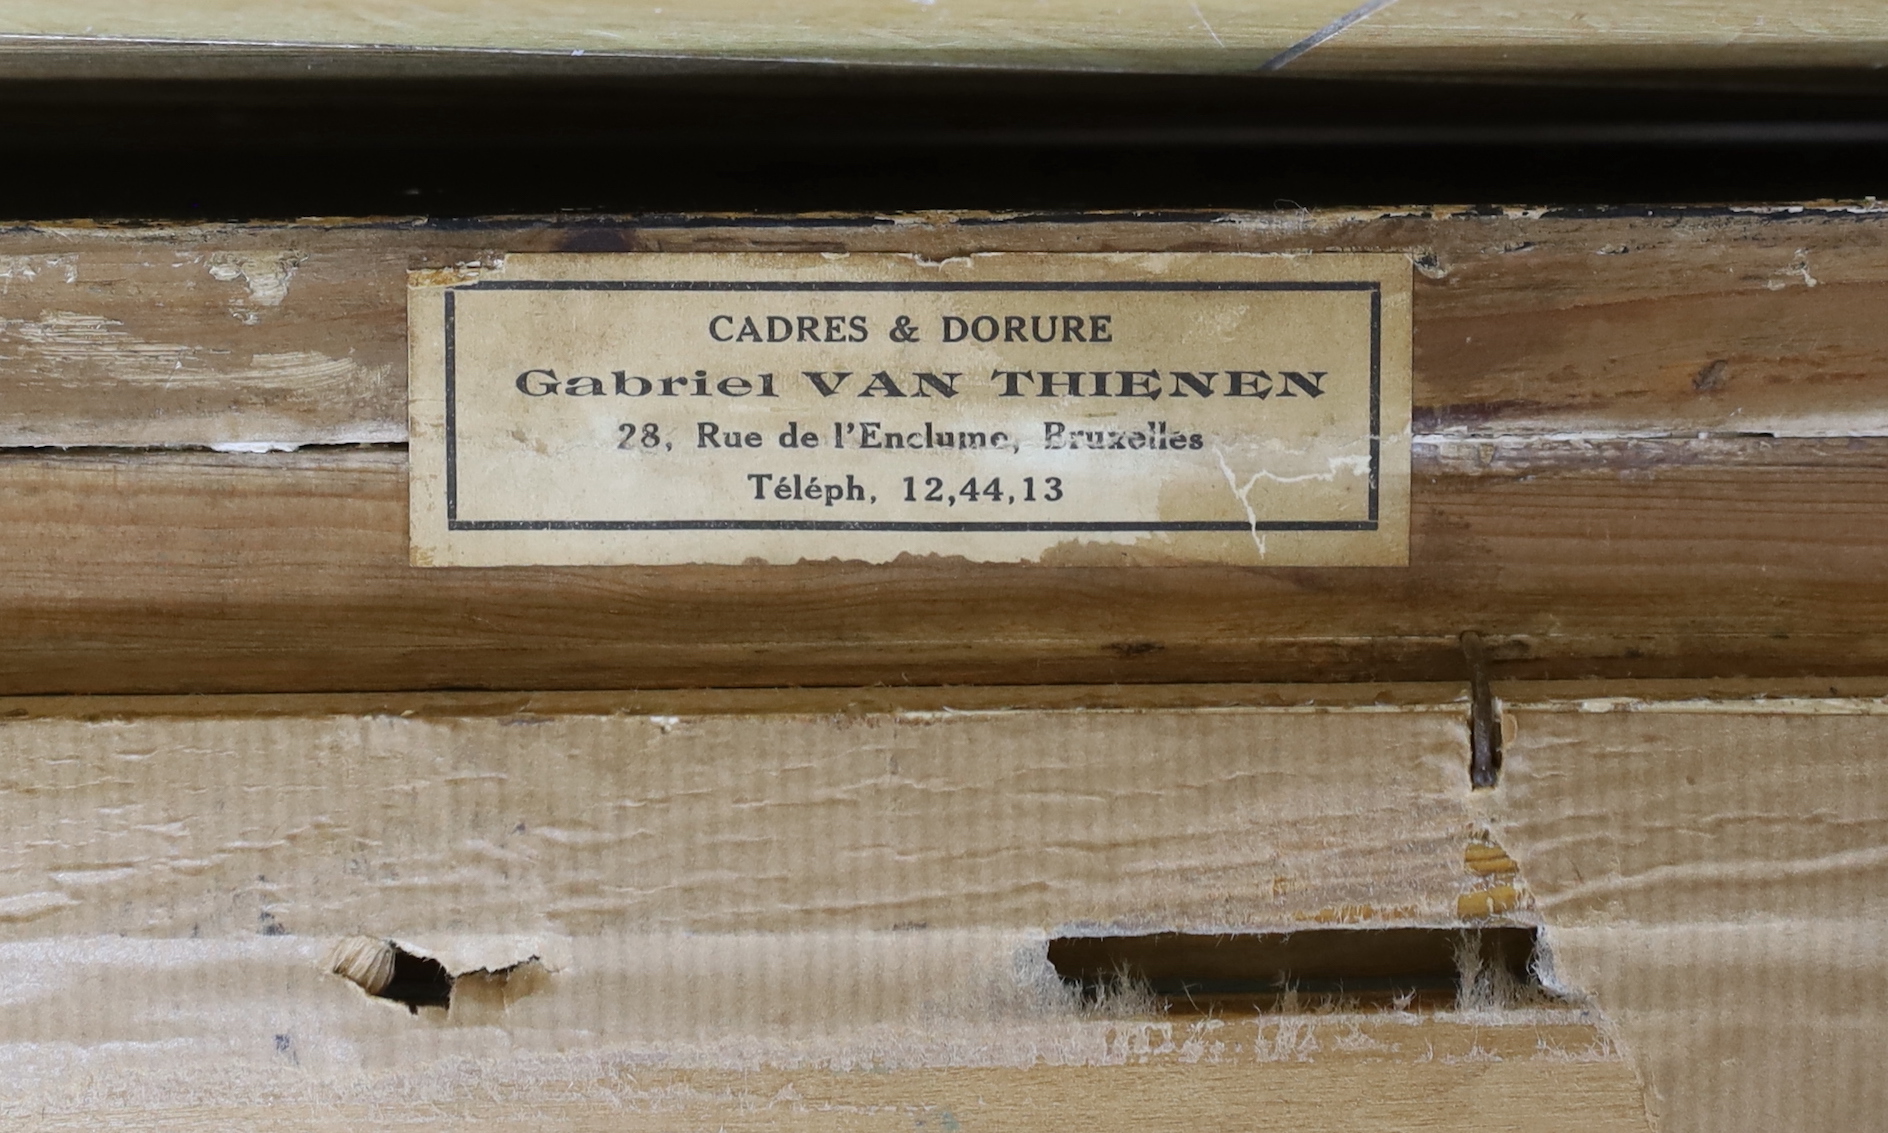 CADRES & DORURE
Gabriel VAN THIENEN
28, Rue de l'Enclume, Bruxelles
Téléph. 12,44,13